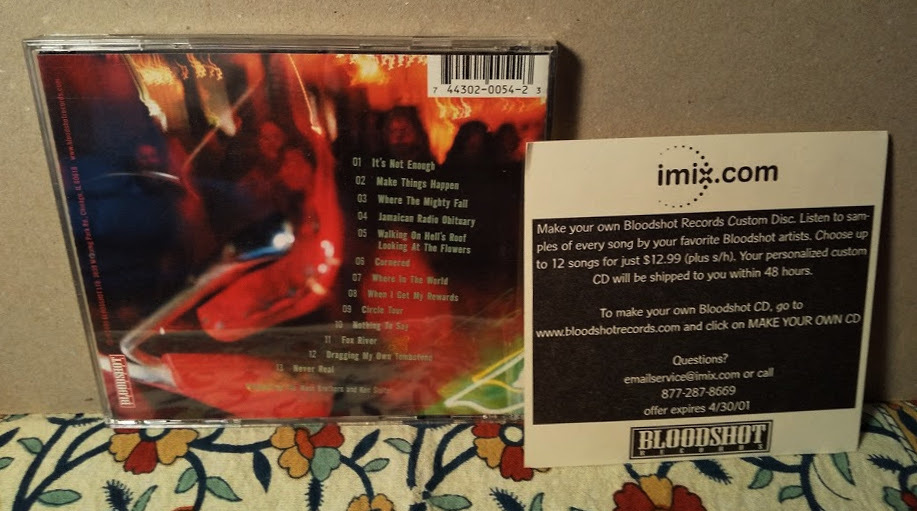 7 44302-0054-2 3
01 It's Not Enough
02 Make Things Happen
03 Where The Mighty Fall
04 Jamaican Radio Obituary
05 Walking On Hell's Roof
Looking At The Flowers
06 Cornered
07 Where In The World
08 When I Get My Rewards
09 Circle Tour
10 Nothing To Say
11 Fox River
12 Dragging My Own Tombstone
13 Never Real
BLOODSHOT
www.bloodshotrecords.com
imix.com
Make your own Bloodshot Records Custom Disc. Listen to sam-
ples of every song by your favorite Bloodshot artists. Choose up
to 12 songs for just $12.99 (plus s/h). Your personalized custom
CD will be shipped to you within 48 hours.
To make your own Bloodshot CD, go to
www.bloodshotrecords.com and click on MAKE YOUR OWN CD
Questions?
emailservice@imix.com or call
877-287-8669
offer expires 4/30/01
BLOODSHOT
RECORDS